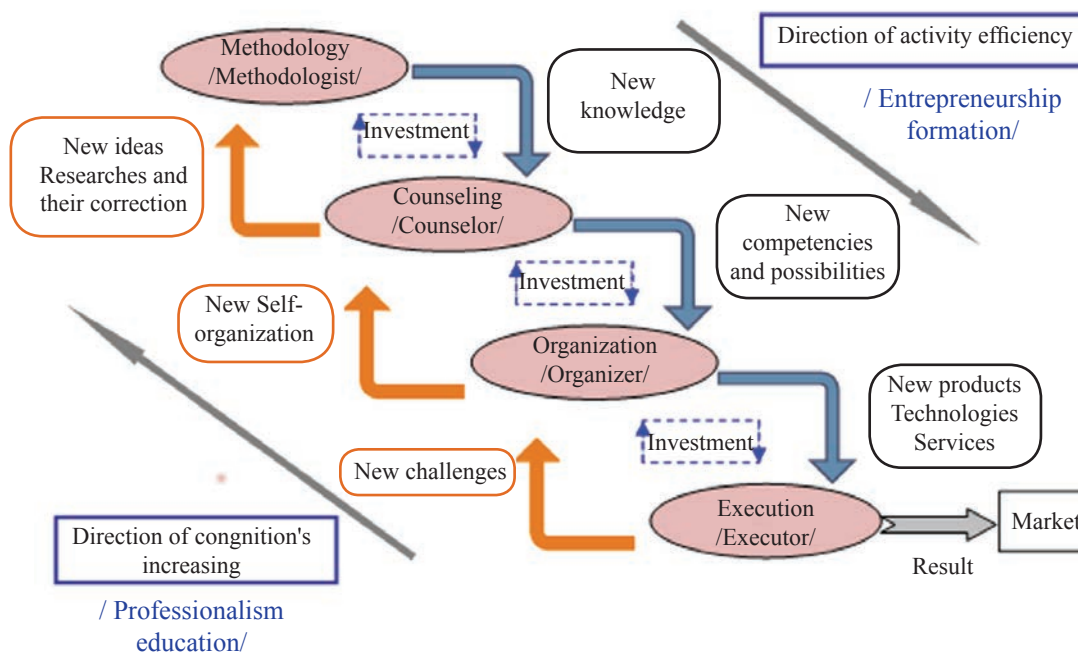 Methodology
/Methodologist/
Direction of activity efficiency
/ Entrepreneurship
formation/
New
knowledge
Investment
New ideas
Researches and
their correction
Counseling
/Counselor/
New
competencies
and possibilities
Investment
New Self-
organization
Organization
/Organizer/
New products
Technologies
Services
Investment
New challenges
Execution
/Executor/
Market
Result
Direction of congnition's
increasing
/ Professionalism
education/